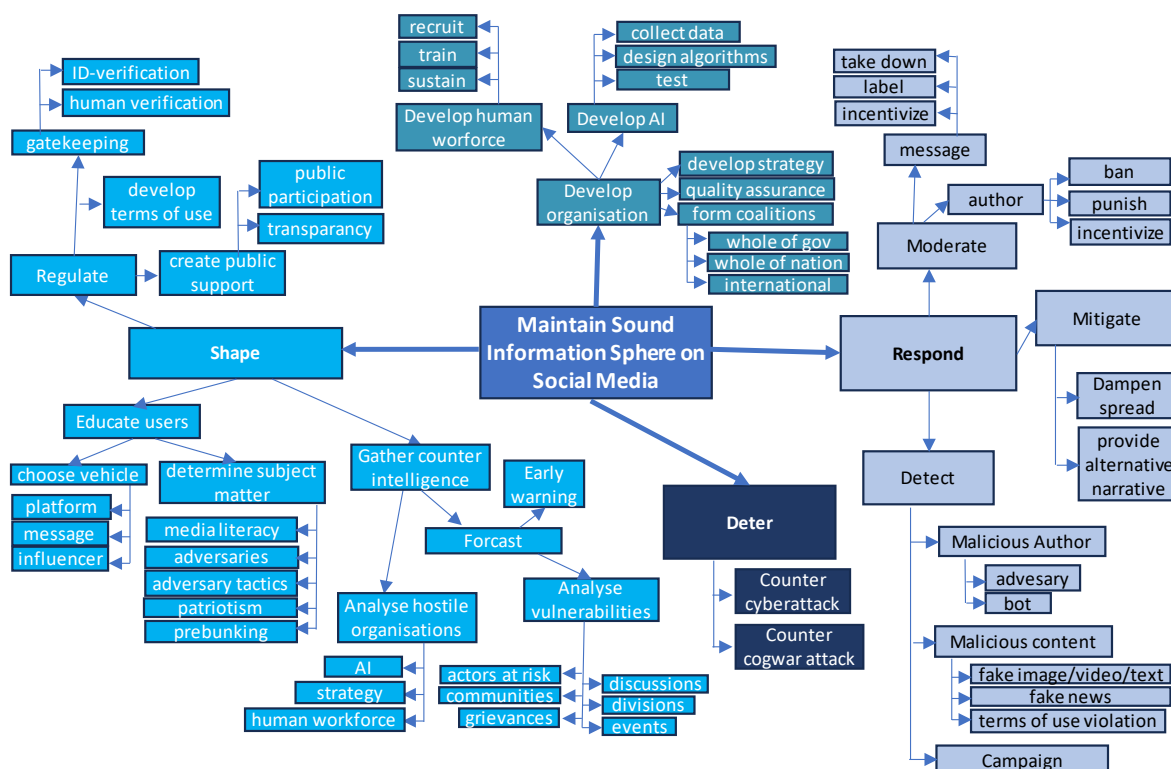 recruit
train
sustain
Develop human
worforce
collect data
design algorithms
test
Develop AI
Develop
organisation
develop strategy
quality assurance
form coalitions
whole of gov
whole of nation
international
ID-verification
human verification
gatekeeping
develop
terms of use
public
participation
transparancy
create public
support
Regulate
take down
label
incentivize
message
author
ban
punish
incentivize
Moderate
Maintain Sound
Information Sphere on
Social Media
Shape
Respond
Mitigate
Dampen
spread
provide
alternative
narrative
Educate users
choose vehicle
platform
message
influencer
determine subject
matter
media literacy
adversaries
adversary tactics
patriotism
prebunking
Gather counter
intelligence
Early
warning
Forcast
Analyse hostile
organisations
AI
strategy
human workforce
Analyse
vulnerabilities
actors at risk
communities
grievances
discussions
divisions
events
Deter
Counter
cyberattack
Counter
cogwar attack
Detect
Malicious Author
advesary
bot
Malicious content
fake image/video/text
fake news
terms of use violation
Campaign